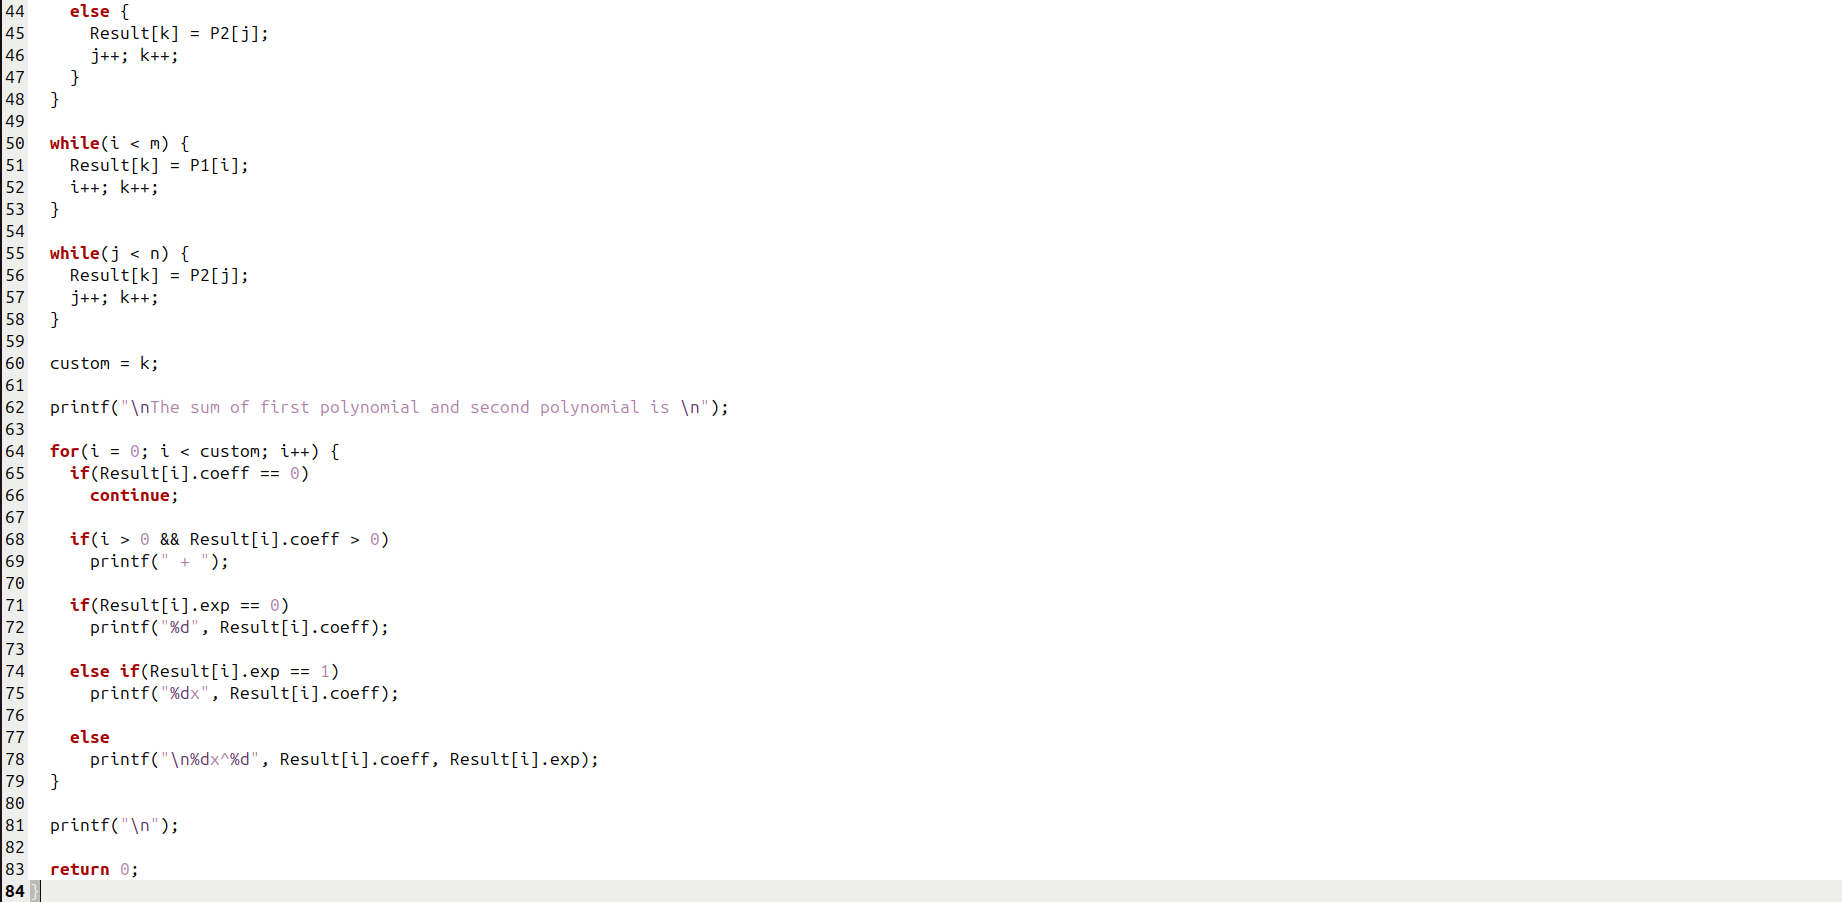 44 else {
45 Result[k] = P2[j];
46 j++; k++;
47 }
48 }
49
50 while(i < m) {
51 Result[k] = P1[i];
52 i++; k++;
53 }
54
55 while(j < n) {
56 Result[k] = P2[j];
57 j++; k++;
58 }
59
60 custom = k;
61
62 printf("\nThe sum of first polynomial and second polynomial is \n");
63
64 for(i = 0; i < custom; i++) {
65 if(Result[i].coeff == 0)
66 continue;
67
68 if(i > 0 && Result[i].coeff > 0)
69 printf(" + ");
70
71 if(Result[i].exp == 0)
72 printf("%d", Result[i].coeff);
73
74 else if(Result[i].exp == 1)
75 printf("%dx", Result[i].coeff);
76
77 else
78 printf("\n%dx^%d", Result[i].coeff, Result[i].exp);
79 }
80
81 printf("\n");
82
83 return 0;
84 }